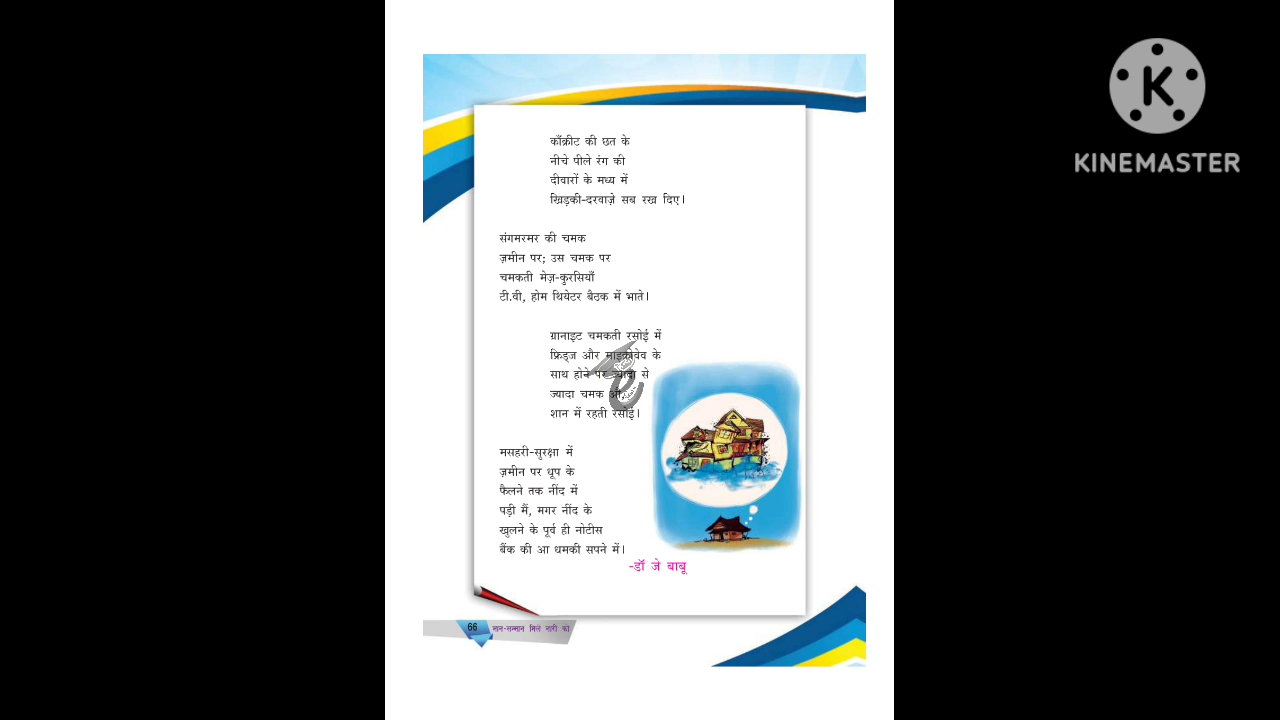 काँक्रीट की छत के
नीचे पीले रंग की
दीवारों के मध्य में
खिड़की-दरवाज़े सब रख दिए।
संगमरमर की चमक
ज़मीन पर; उस चमक पर
चमकती मेज़-कुरसियाँ
टी.वी, होम थियेटर बैठक में भाते।
ग्रानाइट चमकती रसोई में
फ्रिड्ज और माइक्रोवेव के
साथ होने पर ज्यादा से
ज्यादा चमक औ,
शान में रहती रसोई।
मसहरी-सुरक्षा में
ज़मीन पर धूप के
फैलने तक नींद में
पड़ी मैं, मगर नींद के
खुलने के पूर्व ही नोटीस
बैंक की आ धमकी सपने में।
-डॉ जे बाबू
66 मान-सम्मान मिले नारी को
KINEMASTER